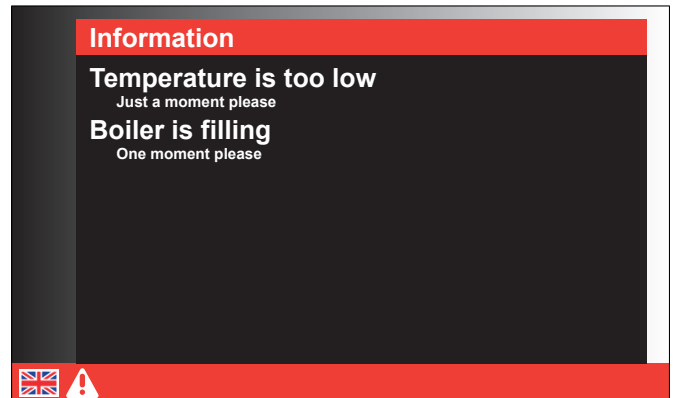 Information
Temperature is too low
Just a moment please
Boiler is filling
One moment please